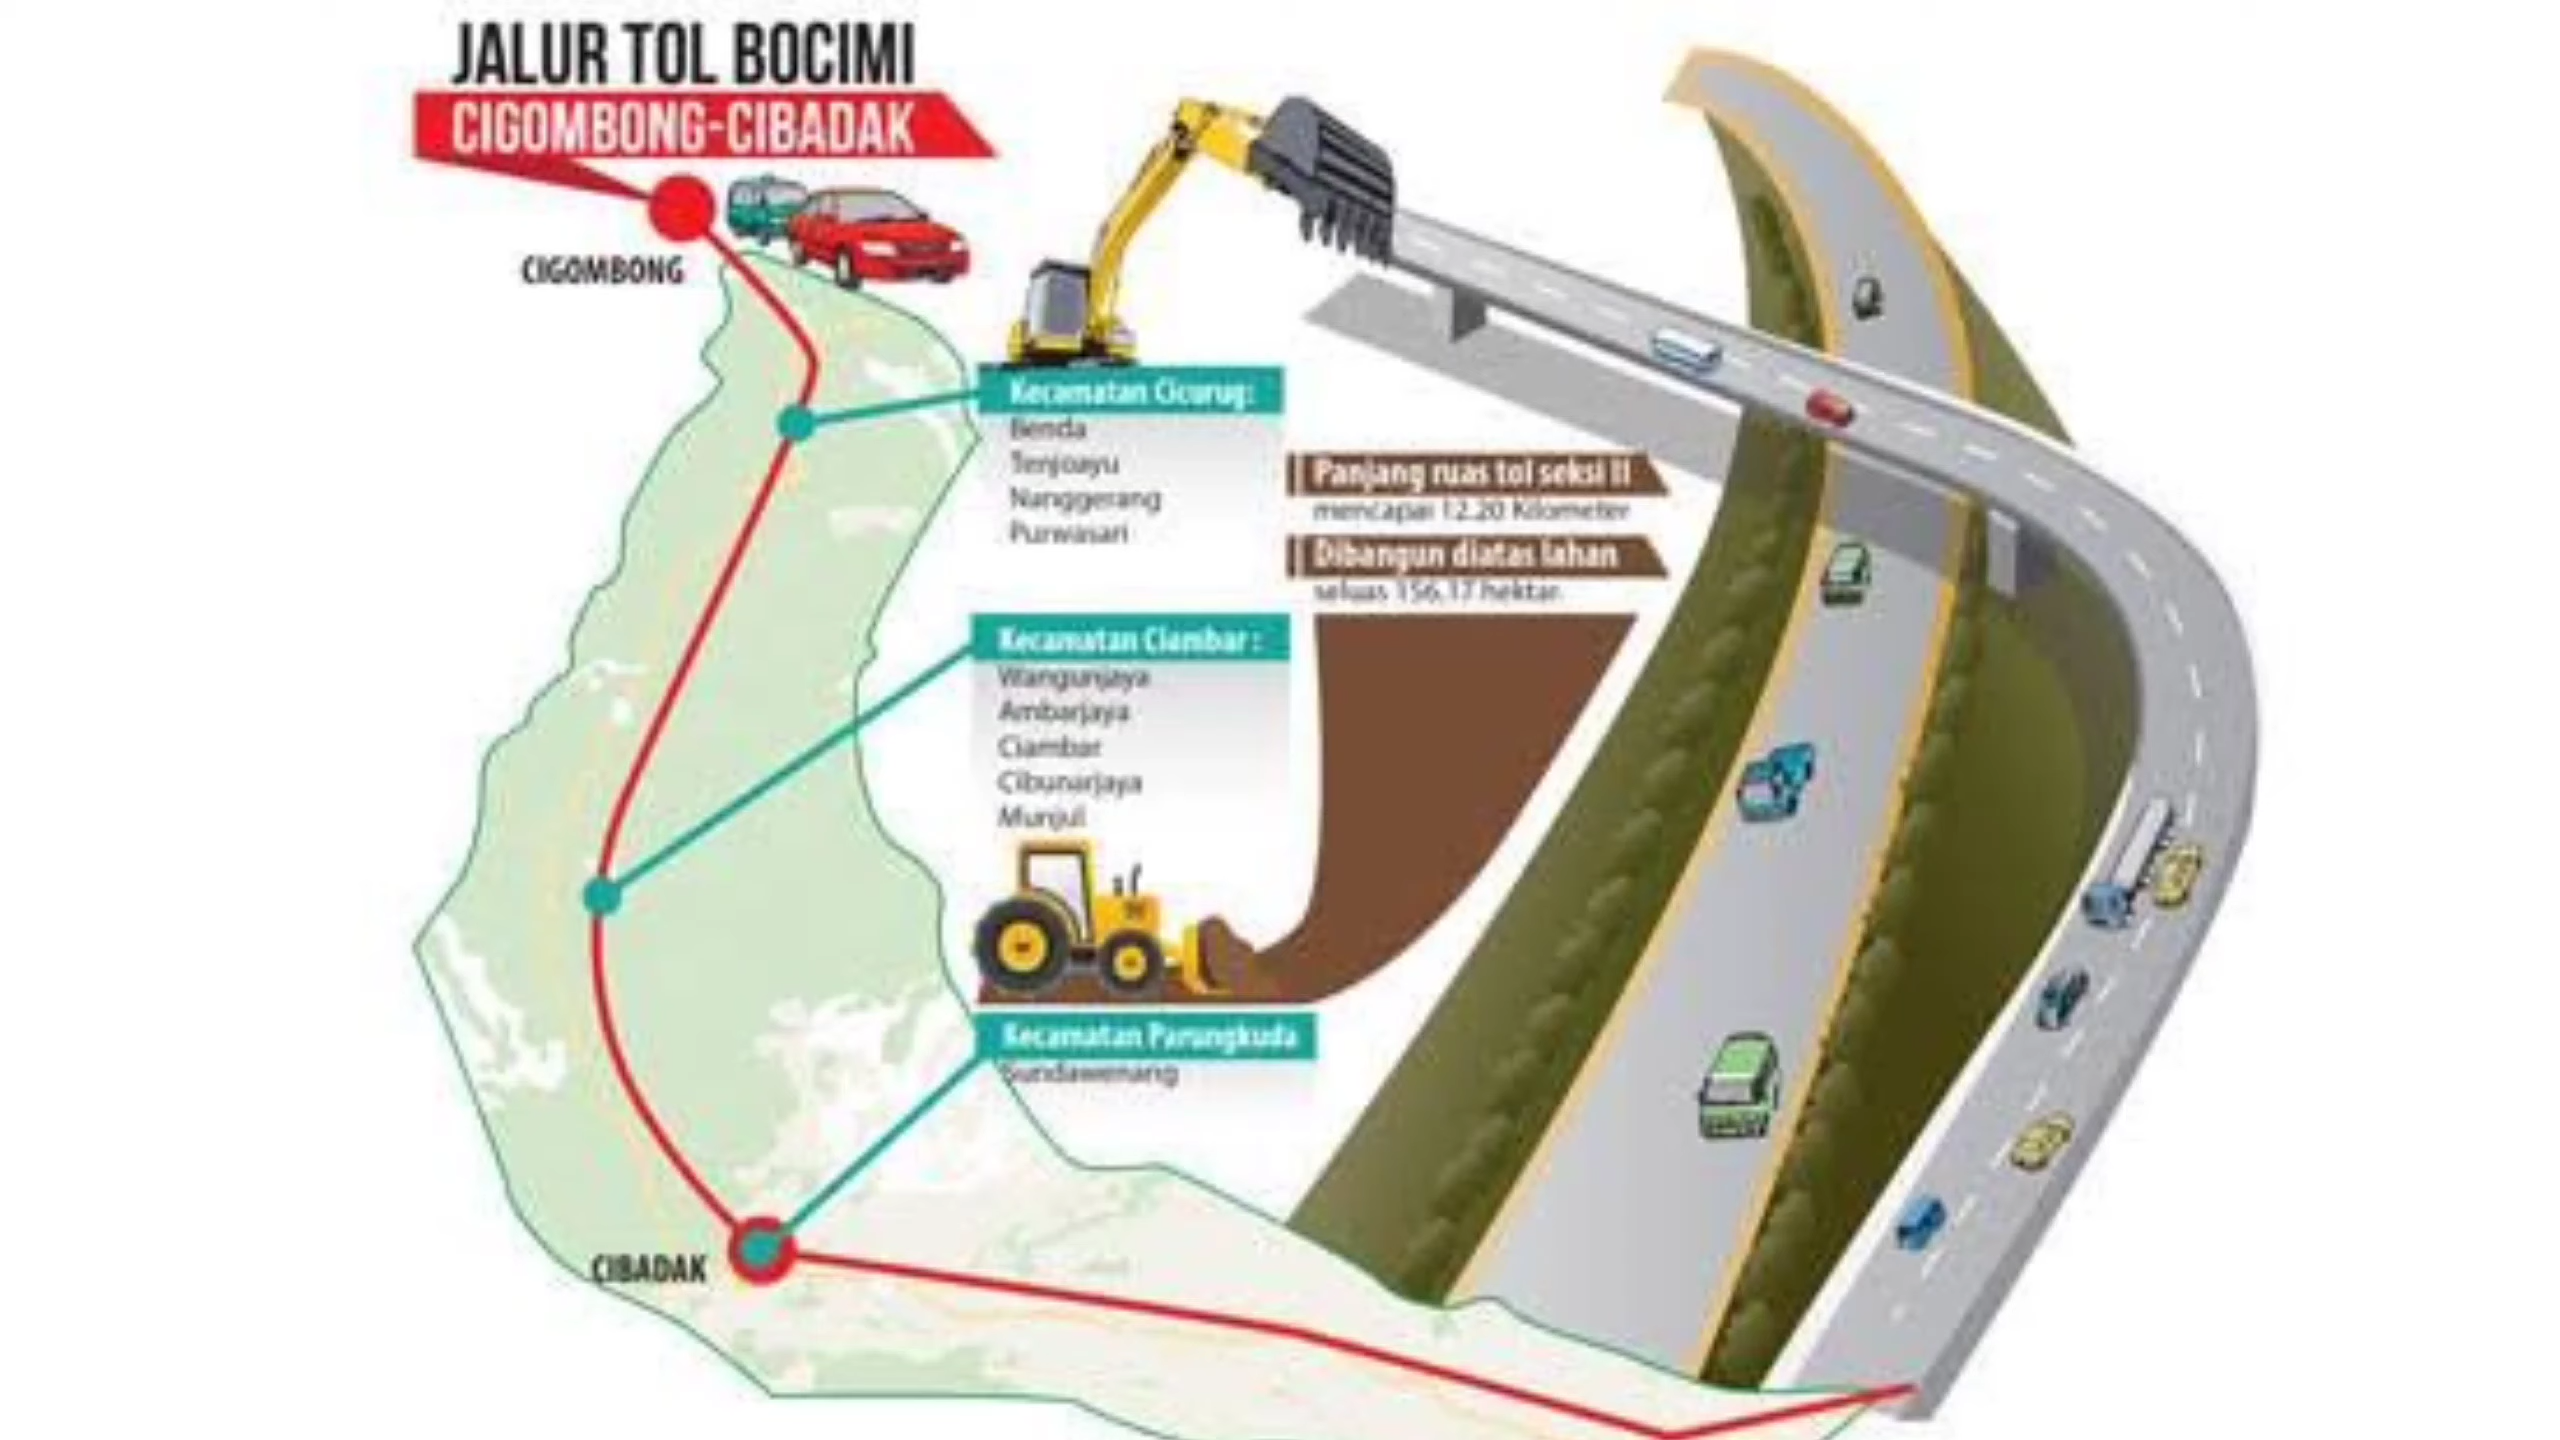 JALUR TOL BOCIMI
CIGOMBONG-CIBADAK
CIGOMBONG
Kecamatan Cicurug:
Benda
Tenjoayu
Nanggerang
Purwasari
Panjang ruas tol seksi II
mencapai 12.20 Kilometer
Dibangun diatas lahan
seluas 156,17 hektar.
Kecamatan Ciambar :
Wangunjaya
Ambarjaya
Ciambar
Cibunarjaya
Munjul
Kecamatan Parungkuda
Sundawenang
CIBADAK